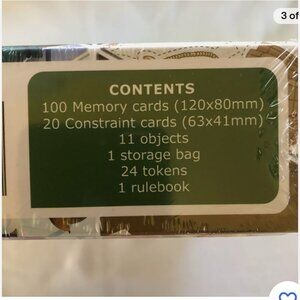 3 of
CONTENTS
100 Memory cards (120x80mm)
20 Constraint cards (63x41mm)
11 objects
1 storage bag
24 tokens
1 rulebook